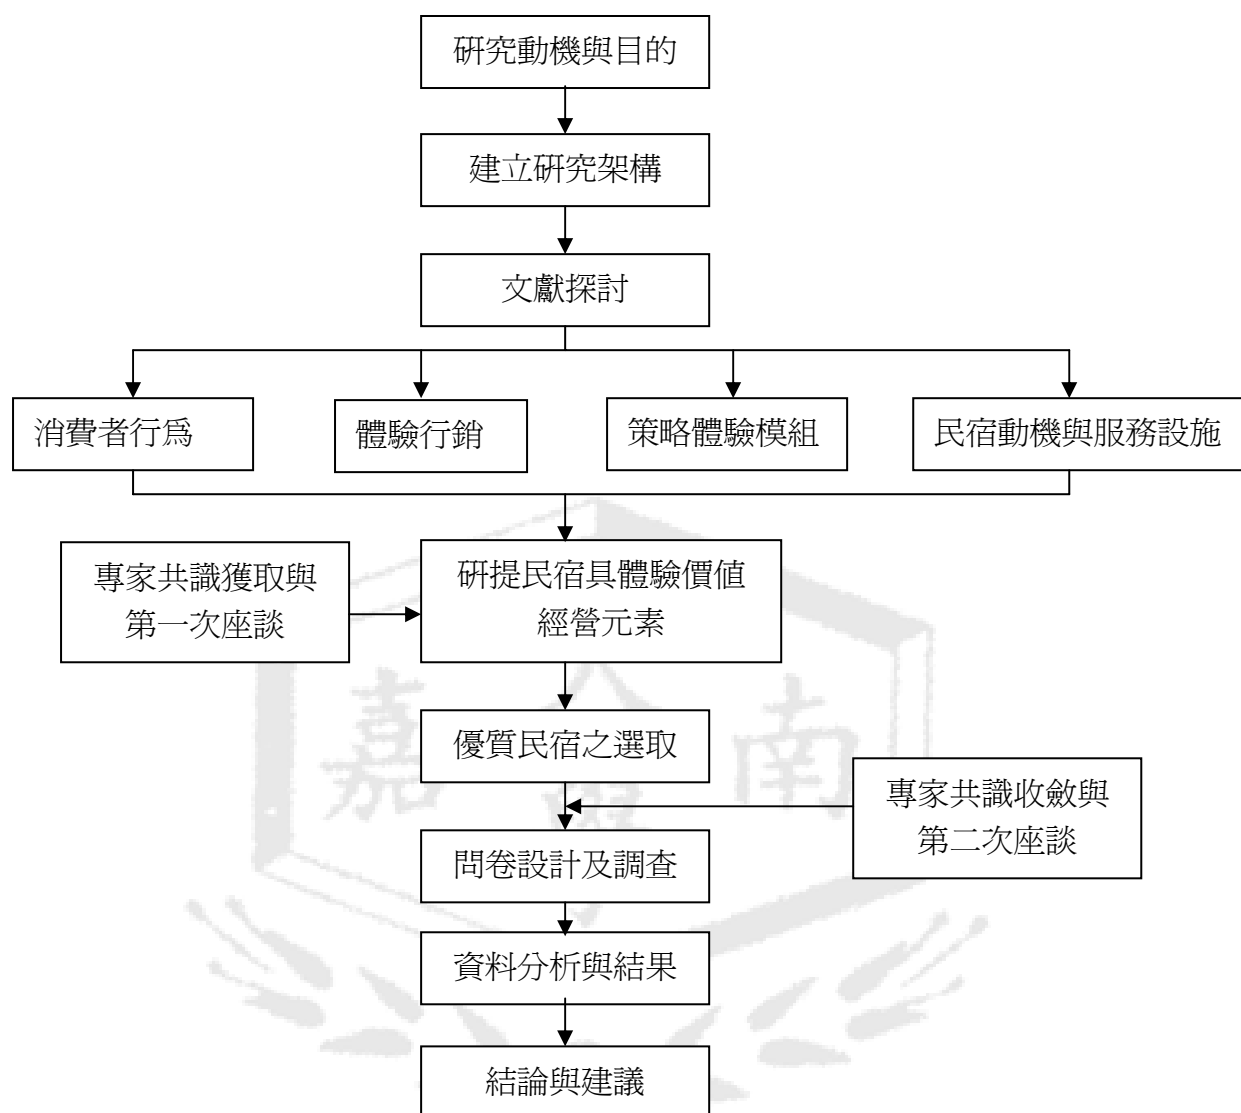 研究動機與目的
建立研究架構
文獻探討
消費者行為
體驗行銷
策略體驗模組
民宿動機與服務設施
專家共識獲取與
第一次座談
研提民宿具體驗價值
經營元素
優質民宿之選取
專家共識收斂與
第二次座談
問卷設計及調查
資料分析與結果
結論與建議
嘉
南